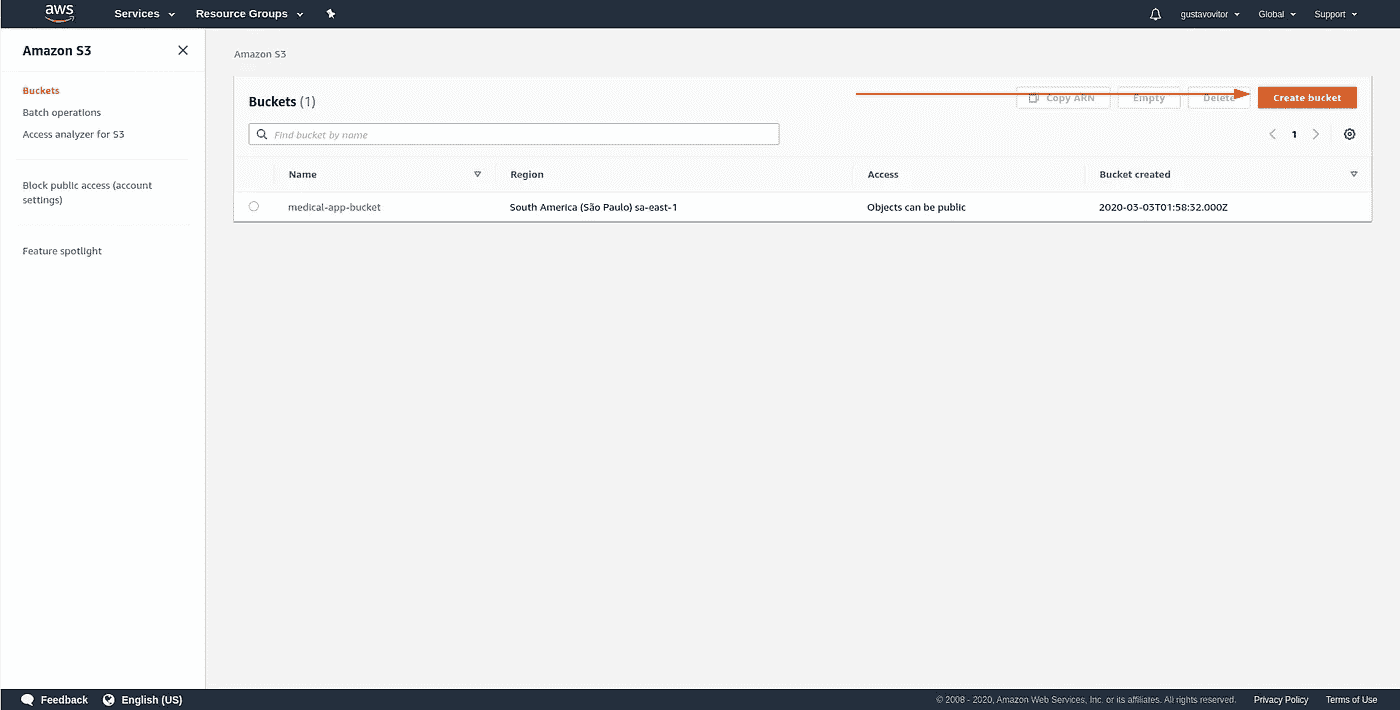 aws Services Resource Groups gustavovitor Global Support
Amazon S3
Buckets
Batch operations
Access analyzer for S3
Block public access (account
settings)
Feature spotlight
Amazon S3
Buckets (1)
Copy ARN Empty Delete Create bucket
Find bucket by name
1
Name Region Access Bucket created
medical-app-bucket South America (São Paulo) sa-east-1 Objects can be public 2020-03-03T01:58:32.000Z
Feedback English (US) © 2008 - 2020, Amazon Web Services, Inc. or its affiliates. All rights reserved. Privacy Policy Terms of Use